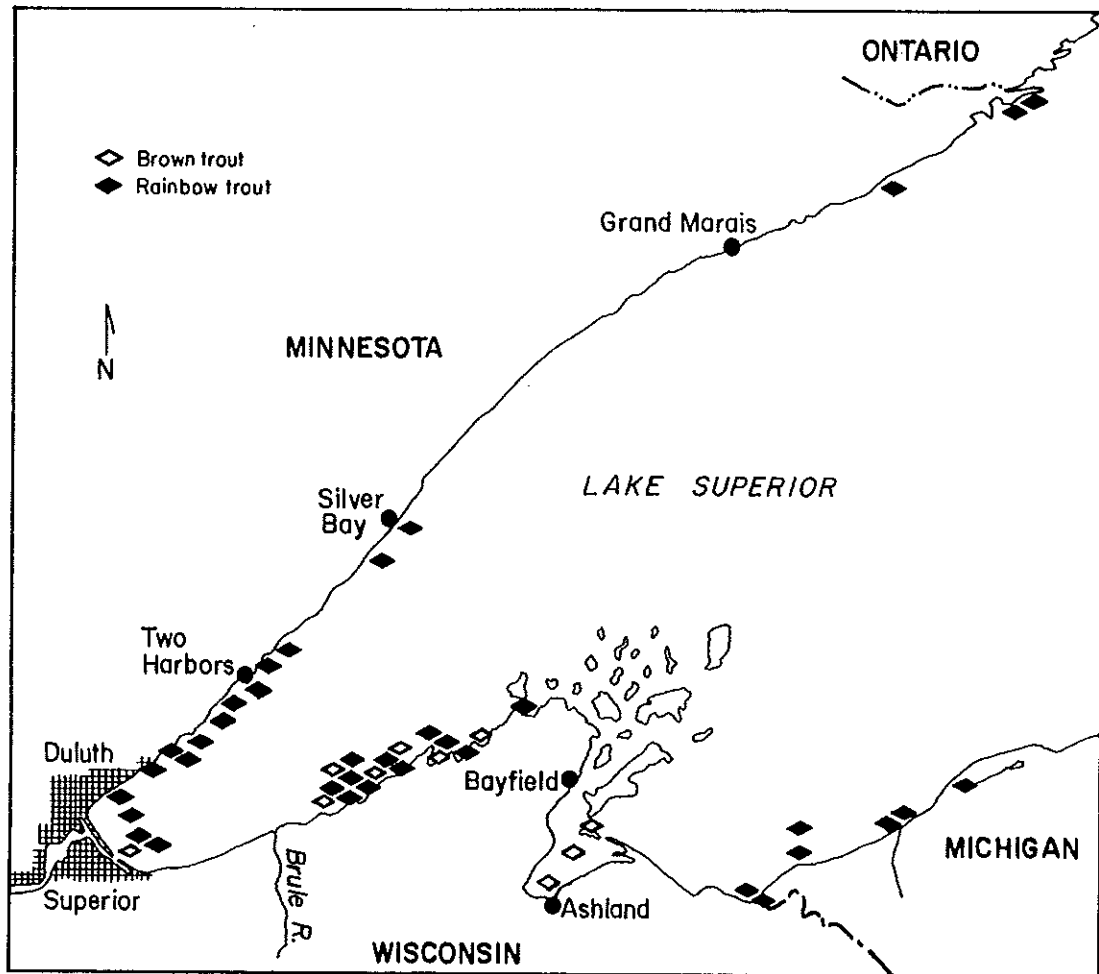 ONTARIO
Brown trout
Rainbow trout
Grand Marais
N
MINNESOTA
LAKE SUPERIOR
Silver
Bay
Two
Harbors
Duluth
Bayfield
MICHIGAN
Superior
Brule R.
Ashland
WISCONSIN